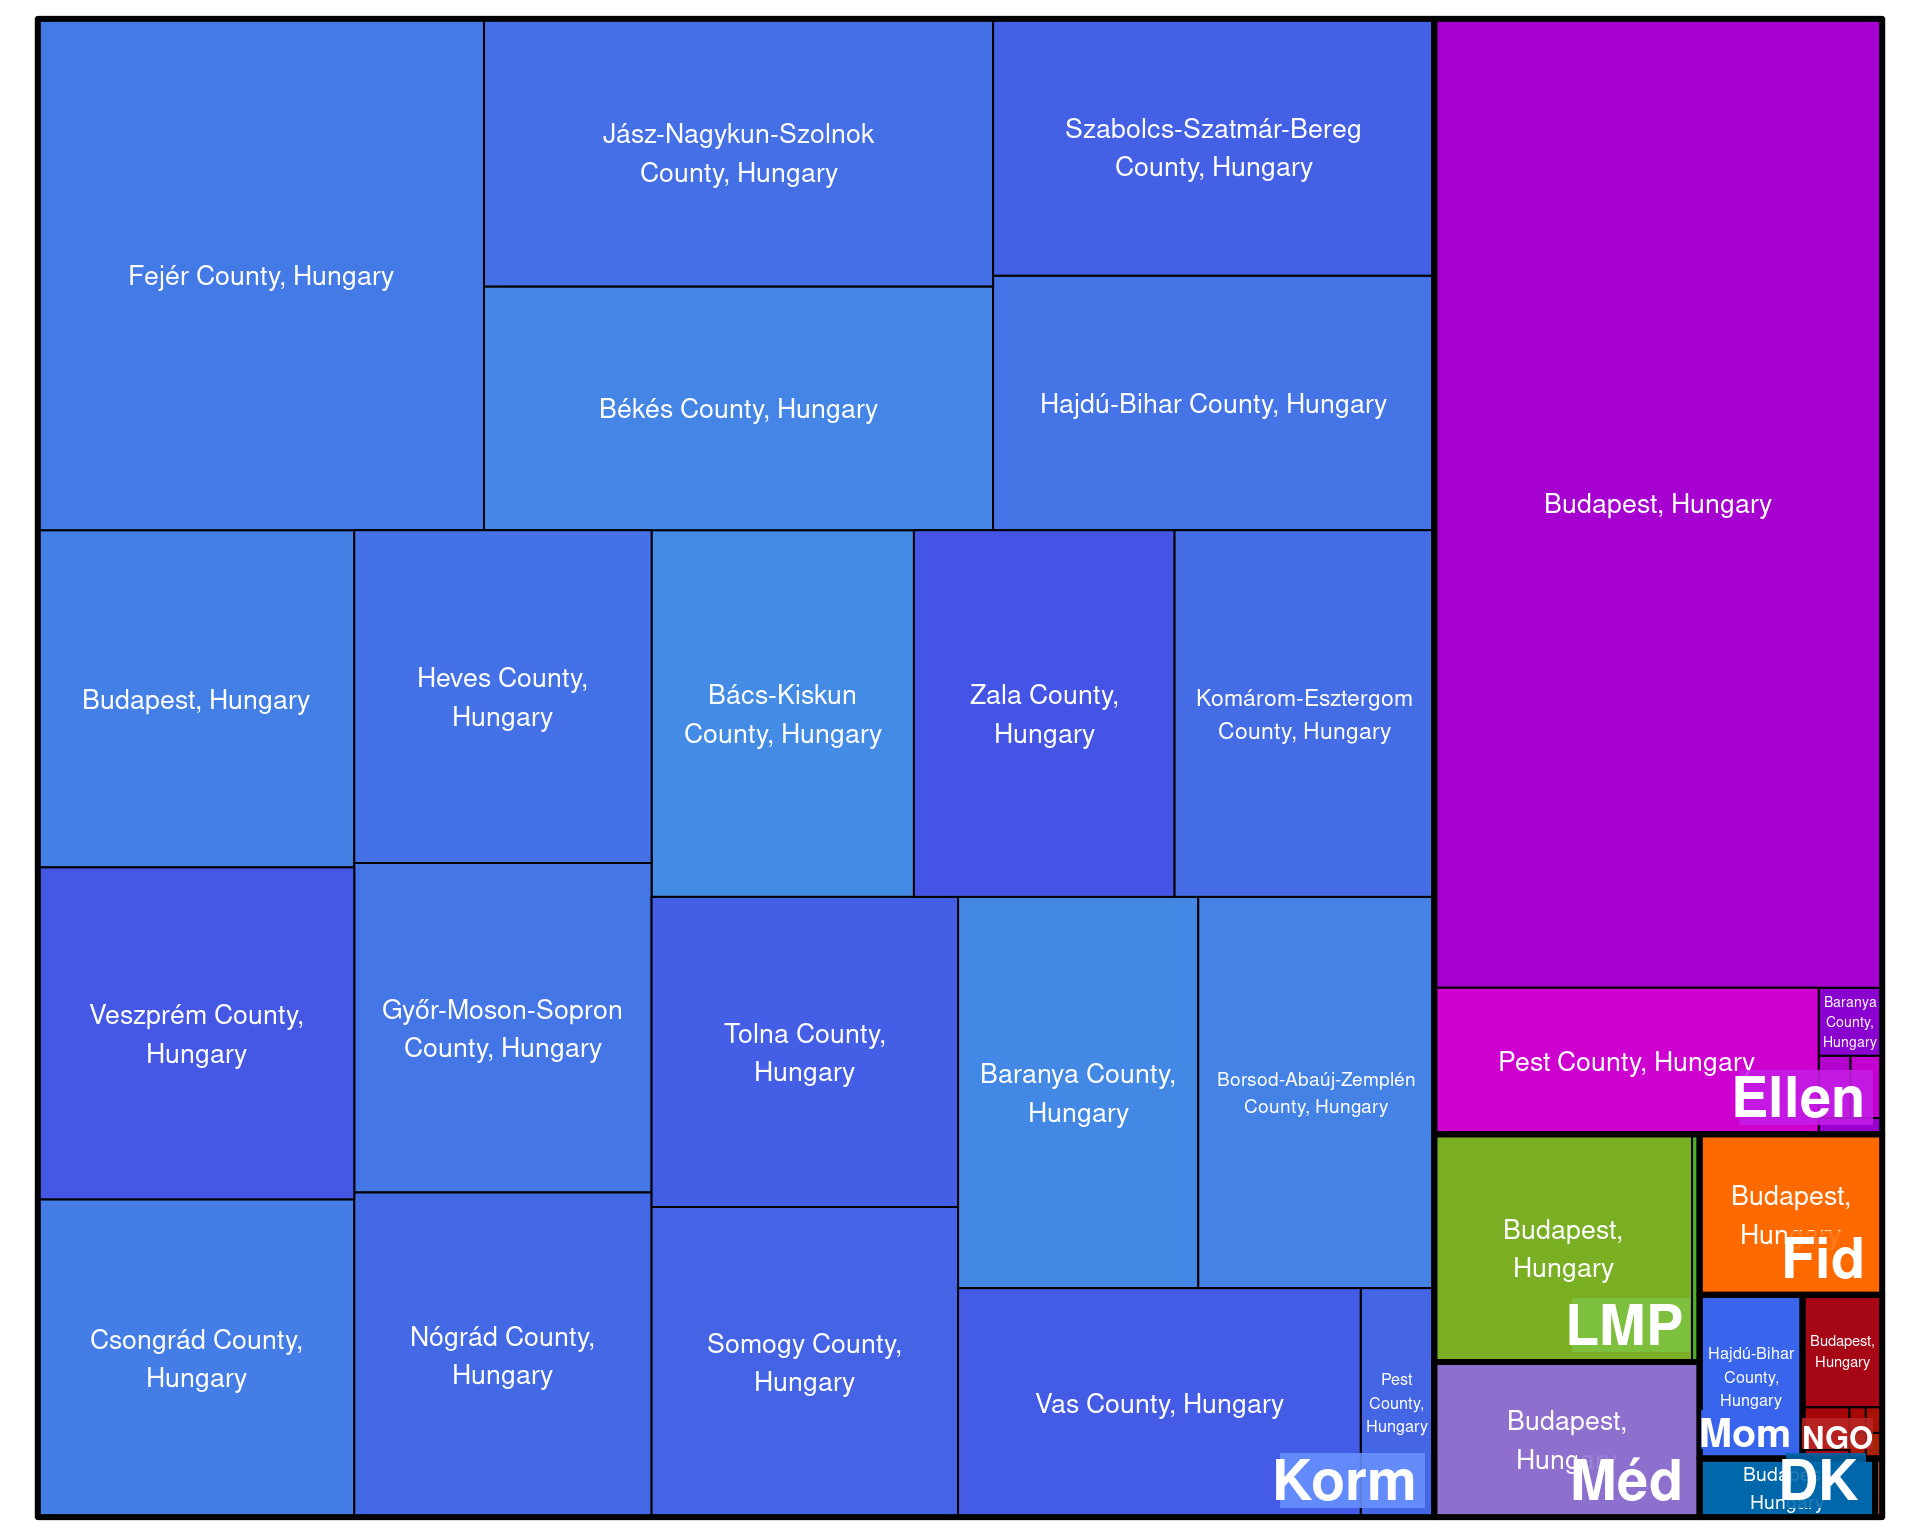 Fejér County, Hungary
Jász-Nagykun-Szolnok
County, Hungary
Szabolcs-Szatmár-Bereg
County, Hungary
Békés County, Hungary
Hajdú-Bihar County, Hungary
Budapest, Hungary
Heves County,
Hungary
Bács-Kiskun
County, Hungary
Zala County,
Hungary
Komárom-Esztergom
County, Hungary
Veszprém County,
Hungary
Győr-Moson-Sopron
County, Hungary
Tolna County,
Hungary
Baranya County,
Hungary
Borsod-Abaúj-Zemplén
County, Hungary
Csongrád County,
Hungary
Nógrád County,
Hungary
Somogy County,
Hungary
Vas County, Hungary
Pest
County,
Hungary
Korm
Budapest, Hungary
Pest County, Hungary
Baranya
County,
Hungary
Ellen
Budapest,
Hungary
LMP
Budapest,
Hungary
Fid
Budapest,
Hungary
Méd
Hajdú-Bihar
County,
Hungary
Mom
Budapest,
Hungary
NGO
Budapest,
Hungary
DK